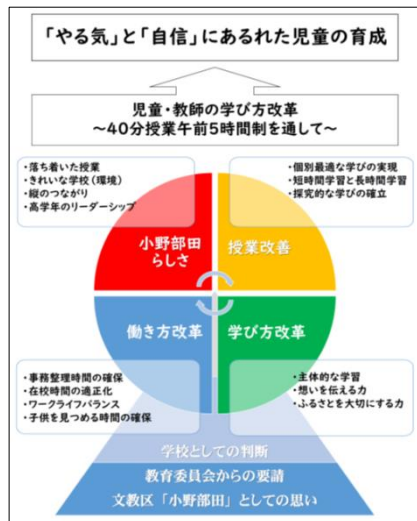 「やる気」と「自信」にあるれた児童の育成
児童・教師の学び方改革
～40分授業午前5時間制を通して～
・落ち着いた授業
・きれいな学校（環境）
・縦のつながり
・高学年のリーダーシップ
・個別最適な学びの実現
・短時間学習と長時間学習
・探究的な学びの確立
小野部田
らしさ
授業改善
働き方改革
学び方改革
・事務整理時間の確保
・在校時間の適正化
・ワークライフバランス
・子供を見つめる時間の確保
・主体的な学習
・想いを伝える力
・ふるさとを大切にする力
学校としての判断
教育委員会からの要請
文教区「小野部田」としての思い